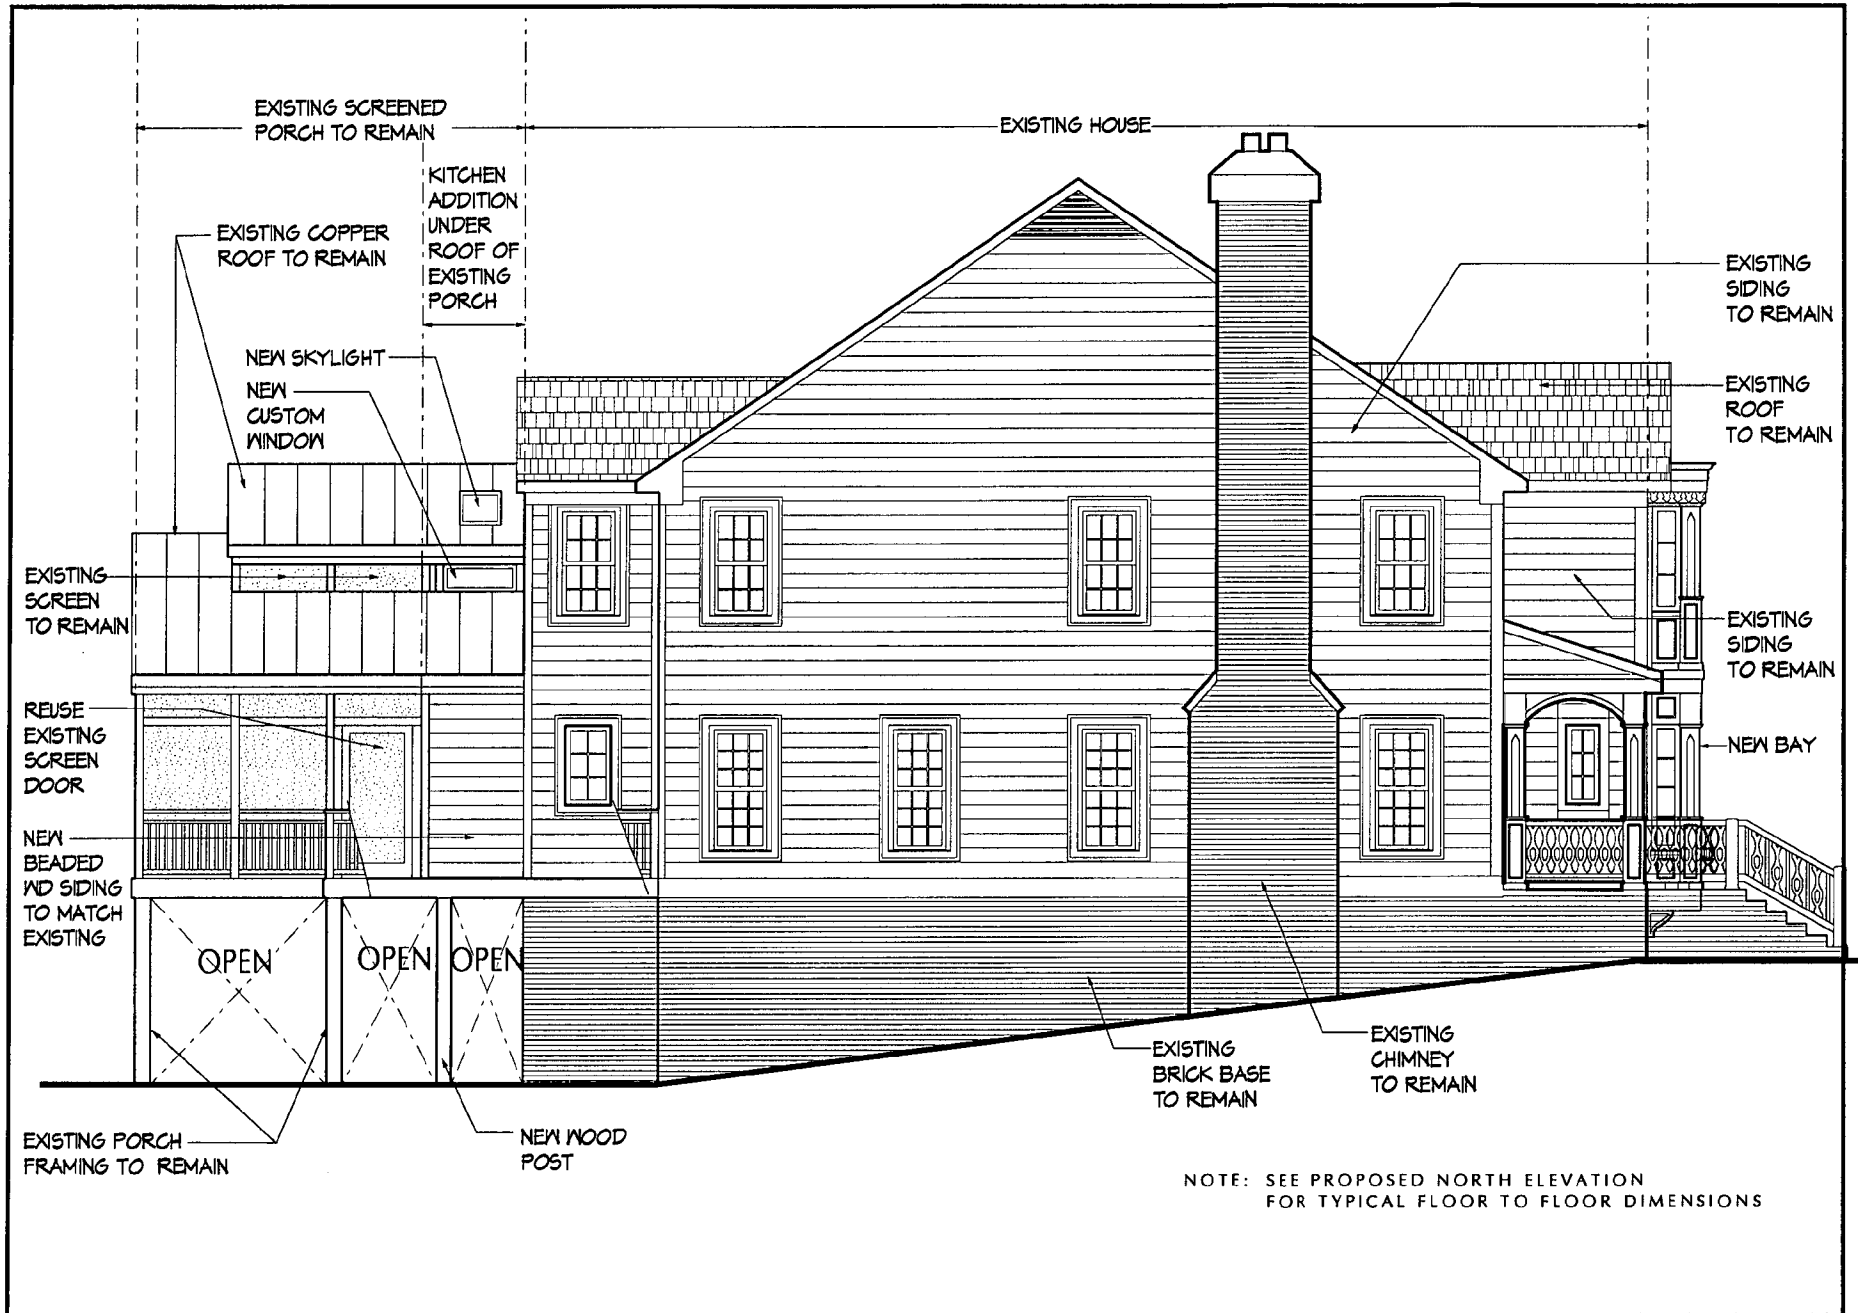 EXISTING SCREENED
PORCH TO REMAIN
EXISTING HOUSE
KITCHEN
ADDITION
UNDER
ROOF OF
EXISTING
PORCH
EXISTING COPPER
ROOF TO REMAIN
EXISTING
SIDING
TO REMAIN
NEW SKYLIGHT
NEW
CUSTOM
WINDOW
EXISTING
ROOF
TO REMAIN
EXISTING
SCREEN
TO REMAIN
EXISTING
SIDING
TO REMAIN
REUSE
EXISTING
SCREEN
DOOR
NEW BAY
NEW
BEADED
WD SIDING
TO MATCH
EXISTING
OPEN
OPEN
OPEN
EXISTING
BRICK BASE
TO REMAIN
EXISTING
CHIMNEY
TO REMAIN
EXISTING PORCH
FRAMING TO REMAIN
NEW WOOD
POST
NOTE: SEE PROPOSED NORTH ELEVATION
FOR TYPICAL FLOOR TO FLOOR DIMENSIONS